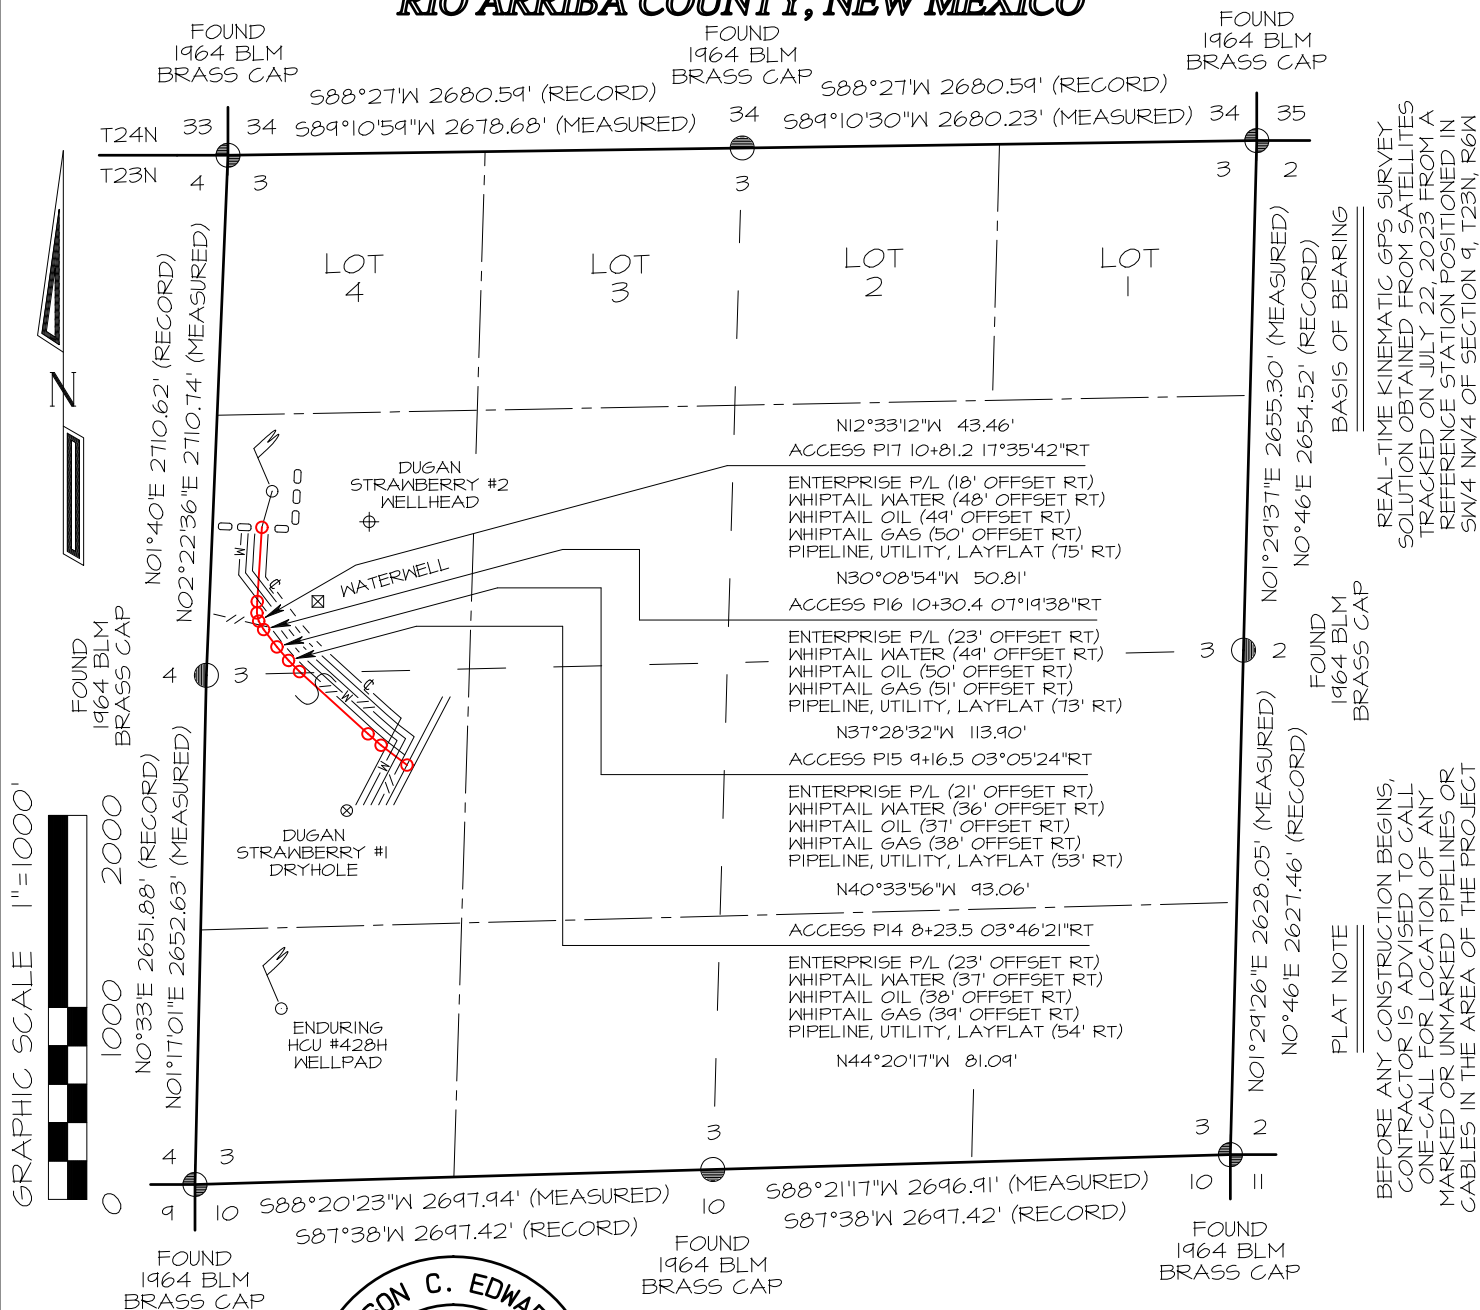 RIO ARRIBA COUNTY, NEW MEXICO
FOUND
1964 BLM
BRASS CAP
FOUND
1964 BLM
BRASS CAP
FOUND
1964 BLM
BRASS CAP
S88°27'W 2680.59' (RECORD)
S89°10'59"W 2678.68' (MEASURED)
S88°27'W 2680.59' (RECORD)
S89°10'30"W 2680.23' (MEASURED)
T24N
33
34
34
34
35
T23N
4
3
3
3
2
LOT
4
LOT
3
LOT
2
LOT
1
N
N01°40'E 2710.62' (RECORD)
N02°22'36"E 2710.74' (MEASURED)
N01°29'37"E 2655.30' (MEASURED)
N0°46'E 2654.52' (RECORD)
BASIS OF BEARING
REAL-TIME KINEMATIC GPS SURVEY
SOLUTION OBTAINED FROM SATELLITES
TRACKED ON JULY 22, 2023 FROM A
REFERENCE STATION POSITIONED IN
SW/4 NW/4 OF SECTION 9, T23N, R6W
DUGAN
STRAWBERRY #2
WELLHEAD
WATERWELL
N12°33'12"W 43.46'
ACCESS PI7 10+81.2 17°35'42"RT
ENTERPRISE P/L (18' OFFSET RT)
WHIPTAIL WATER (48' OFFSET RT)
WHIPTAIL OIL (49' OFFSET RT)
WHIPTAIL GAS (50' OFFSET RT)
PIPELINE, UTILITY, LAYFLAT (75' RT)
N30°08'54"W 50.81'
ACCESS PI6 10+30.4 07°19'38"RT
ENTERPRISE P/L (23' OFFSET RT)
WHIPTAIL WATER (49' OFFSET RT)
WHIPTAIL OIL (50' OFFSET RT)
WHIPTAIL GAS (51' OFFSET RT)
PIPELINE, UTILITY, LAYFLAT (73' RT)
N37°28'32"W 113.90'
ACCESS PI5 9+16.5 03°05'24"RT
ENTERPRISE P/L (21' OFFSET RT)
WHIPTAIL WATER (36' OFFSET RT)
WHIPTAIL OIL (37' OFFSET RT)
WHIPTAIL GAS (38' OFFSET RT)
PIPELINE, UTILITY, LAYFLAT (53' RT)
N40°33'56"W 93.06'
ACCESS PI4 8+23.5 03°46'21"RT
ENTERPRISE P/L (23' OFFSET RT)
WHIPTAIL WATER (37' OFFSET RT)
WHIPTAIL OIL (38' OFFSET RT)
WHIPTAIL GAS (39' OFFSET RT)
PIPELINE, UTILITY, LAYFLAT (54' RT)
N44°20'17"W 81.09'
FOUND
1964 BLM
BRASS CAP
4
3
3
2
FOUND
1964 BLM
BRASS CAP
DUGAN
STRAWBERRY #1
DRYHOLE
ENDURING
HCU #428H
WELLPAD
GRAPHIC SCALE 1"=1000'
0
1000
2000
N0°33'E 2651.88' (RECORD)
N01°17'01"E 2652.63' (MEASURED)
N01°29'26"E 2628.05' (MEASURED)
N0°46'E 2627.46' (RECORD)
PLAT NOTE
BEFORE ANY CONSTRUCTION BEGINS,
CONTRACTOR IS ADVISED TO CALL
ONE-CALL FOR LOCATION OF ANY
MARKED OR UNMARKED PIPELINES OR
CABLES IN THE AREA OF THE PROJECT
4
3
3
3
2
9
10
10
10
11
S88°20'23"W 2697.94' (MEASURED)
S87°38'W 2697.42' (RECORD)
S88°21'17"W 2696.91' (MEASURED)
S87°38'W 2697.42' (RECORD)
FOUND
1964 BLM
BRASS CAP
FOUND
1964 BLM
BRASS CAP
FOUND
1964 BLM
BRASS CAP
SON C. EDWA